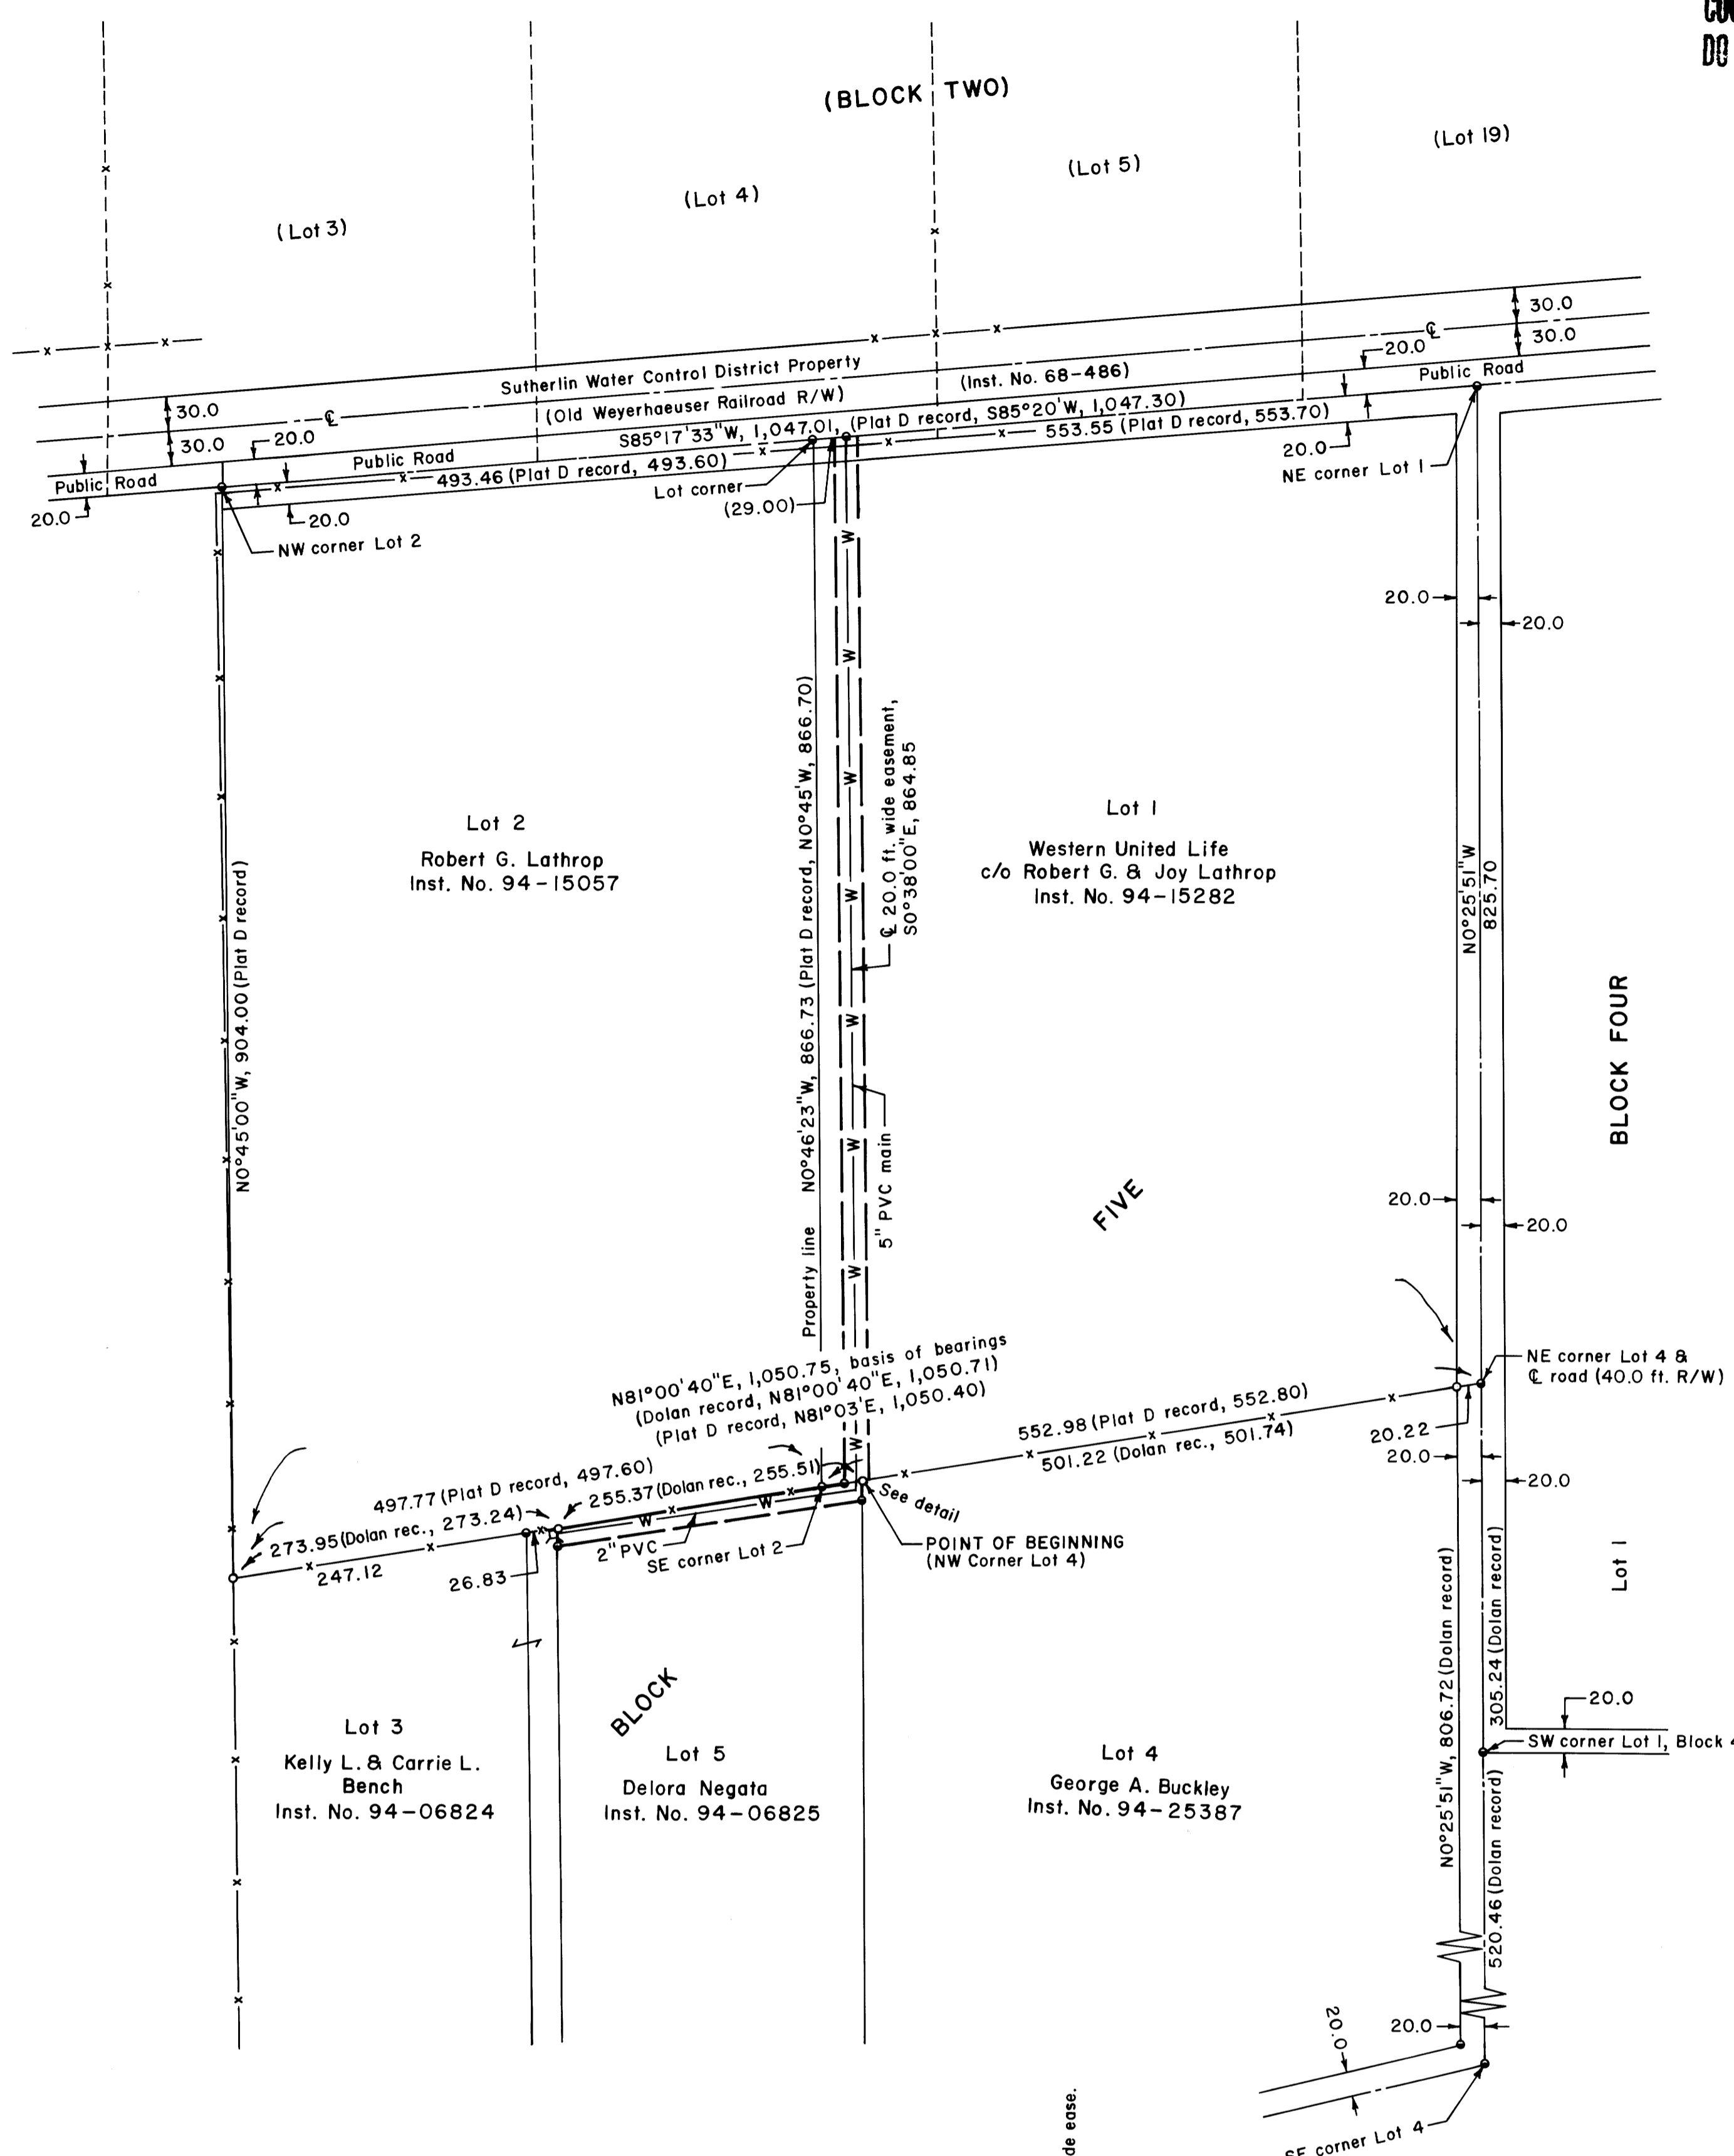 DO
(BLOCK TWO)
(Lot 3)
(Lot 4)
(Lot 5)
(Lot 19)
30.0
℄
30.0
20.0
Public Road
Sutherlin Water Control District Property
(Inst. No. 68-486)
(Old Weyerhaeuser Railroad R/W)
30.0
℄
30.0
20.0
S85°17'33"W, 1,047.01, (Plat D record, S85°20'W, 1,047.30)
553.55 (Plat D record, 553.70)
Public Road
493.46 (Plat D record, 493.60)
Public Road
20.0
20.0
20.0
NE corner Lot 1
Lot corner
(29.00)
NW corner Lot 2
W
20.0
20.0
W
W
W
W
W
W
W
N0°45'00"W, 904.00 (Plat D record)
Lot 2
Robert G. Lathrop
Inst. No. 94-15057
Property line N0°46'23"W, 866.73 (Plat D record, N0°45'W, 866.70)
℄ 20.0 ft. wide easement,
S0°38'00"E, 864.85
5" PVC main
Lot 1
Western United Life
c/o Robert G. & Joy Lathrop
Inst. No. 94-15282
N0°25'51"W
825.70
BLOCK FOUR
FIVE
20.0
20.0
N81°00'40"E, 1,050.75, basis of bearings
(Dolan record, N81°00'40"E, 1,050.71)
(Plat D record, N81°03'E, 1,050.40)
NE corner Lot 4 &
℄ road (40.0 ft. R/W)
552.98 (Plat D record, 552.80)
501.22 (Dolan rec., 501.74)
20.22
20.0
20.0
497.77 (Plat D record, 497.60)
255.37 (Dolan rec., 255.51)
W
273.95 (Dolan rec., 273.24)
247.12
26.83
W
W
2" PVC
SE corner Lot 2
See detail
POINT OF BEGINNING
(NW Corner Lot 4)
Lot 1
N0°25'51"W, 806.72 (Dolan record)
305.24 (Dolan record)
20.0
SW corner Lot 1, Block
BLOCK
Lot 3
Kelly L. & Carrie L.
Bench
Inst. No. 94-06824
Lot 5
Delora Negata
Inst. No. 94-06825
Lot 4
George A. Buckley
Inst. No. 94-25387
520.46 (Dolan record)
20.0
20.0
SE corner Lot 4
de ease.